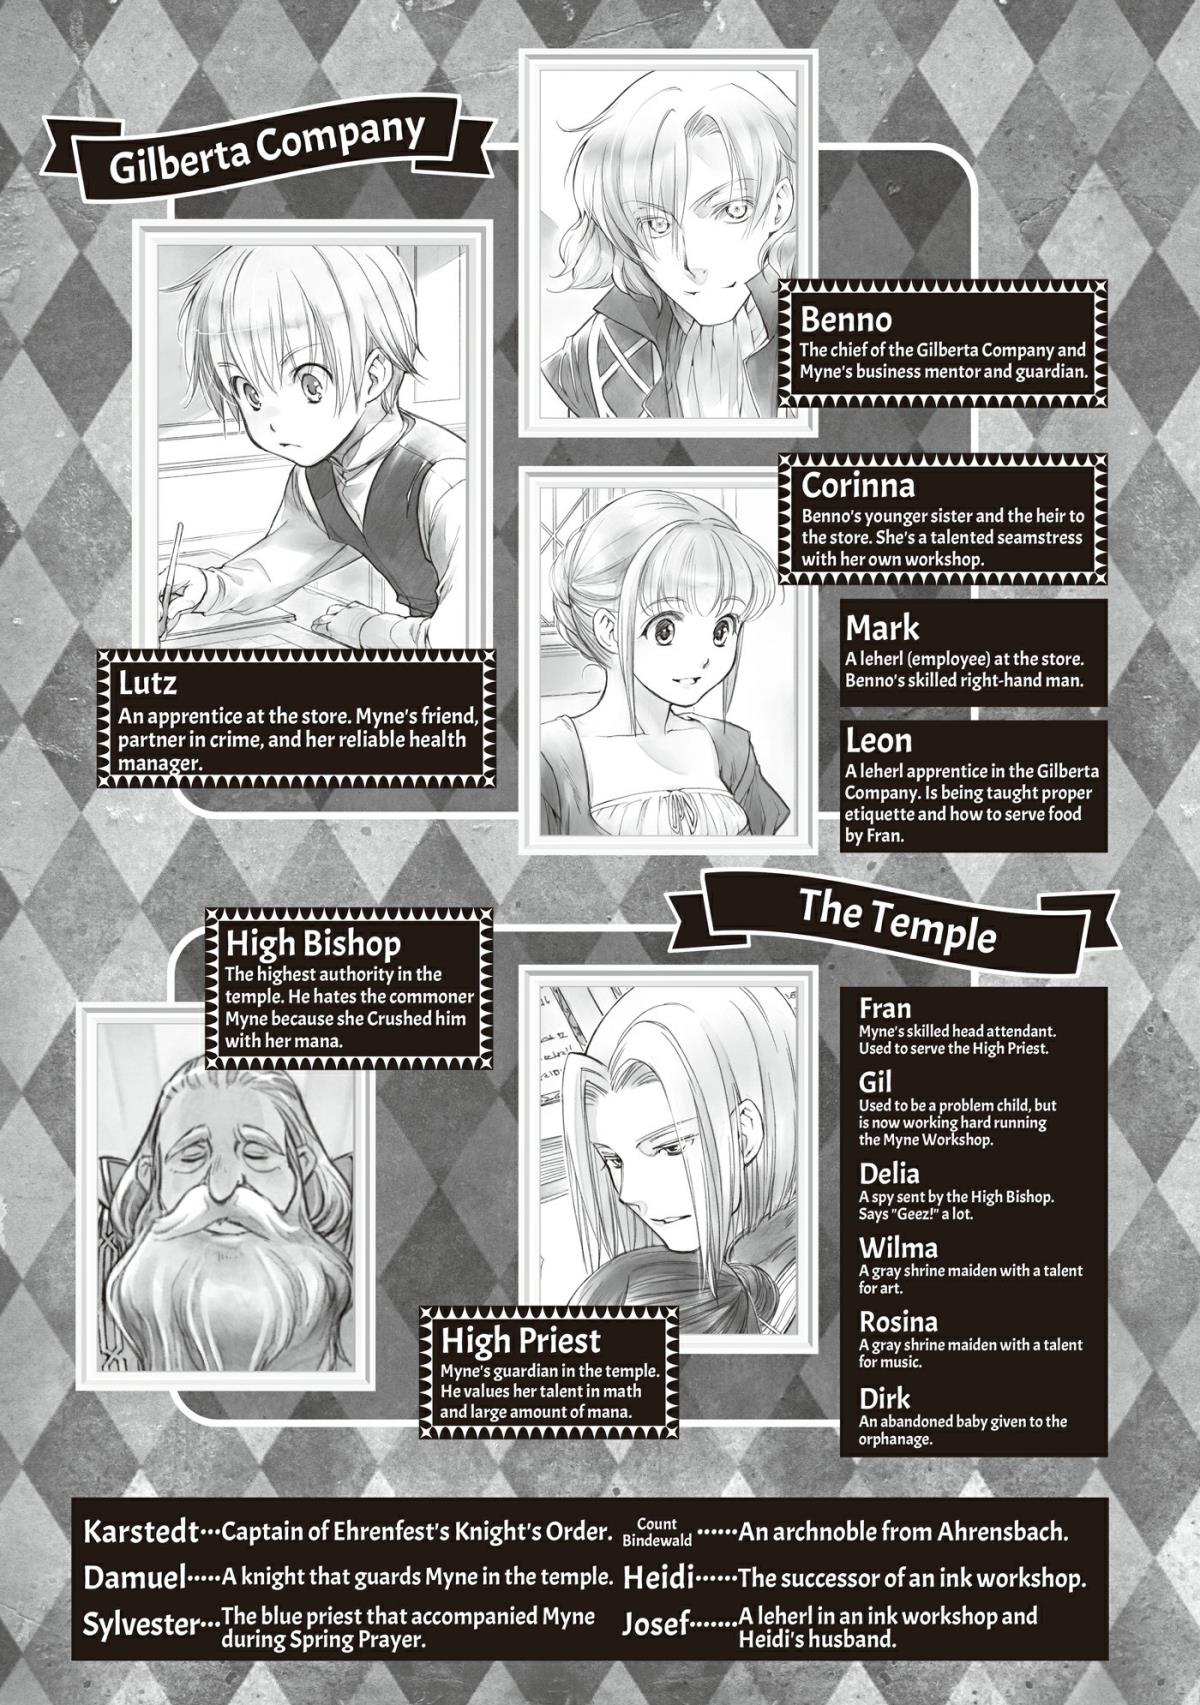 Gilberta Company
Benno
The chief of the Gilberta Company and
Myne's business mentor and guardian.
Corinna
Benno's younger sister and the heir to
the store. She's a talented seamstress
with her own workshop.
Mark
A leherl (employee) at the store.
Benno's skilled right-hand man.
Lutz
An apprentice at the store. Myne's friend,
partner in crime, and her reliable health
manager.
Leon
A leherl apprentice in the Gilberta
Company. Is being taught proper
etiquette and how to serve food
by Fran.
The Temple
High Bishop
The highest authority in the
temple. He hates the commoner
Myne because she Crushed him
with her mana.
High Priest
Myne's guardian in the temple.
He values her talent in math
and large amount of mana.
Fran
Myne's skilled head attendant.
Used to serve the High Priest.
Gil
Used to be a problem child, but
is now working hard running
the Myne Workshop.
Delia
A spy sent by the High Bishop.
Says "Geez!" a lot.
Wilma
A gray shrine maiden with a talent
for art.
Rosina
A gray shrine maiden with a talent
for music.
Dirk
An abandoned baby given to the
orphanage.
Karstedt···Captain of Ehrenfest's Knight's Order.
Damuel·····A knight that guards Myne in the temple.
Sylvester···The blue priest that accompanied Myne
during Spring Prayer.
Count
Bindewald ······An archnoble from Ahrensbach.
Heidi······The successor of an ink workshop.
Josef·······A leherl in an ink workshop and
Heidi's husband.